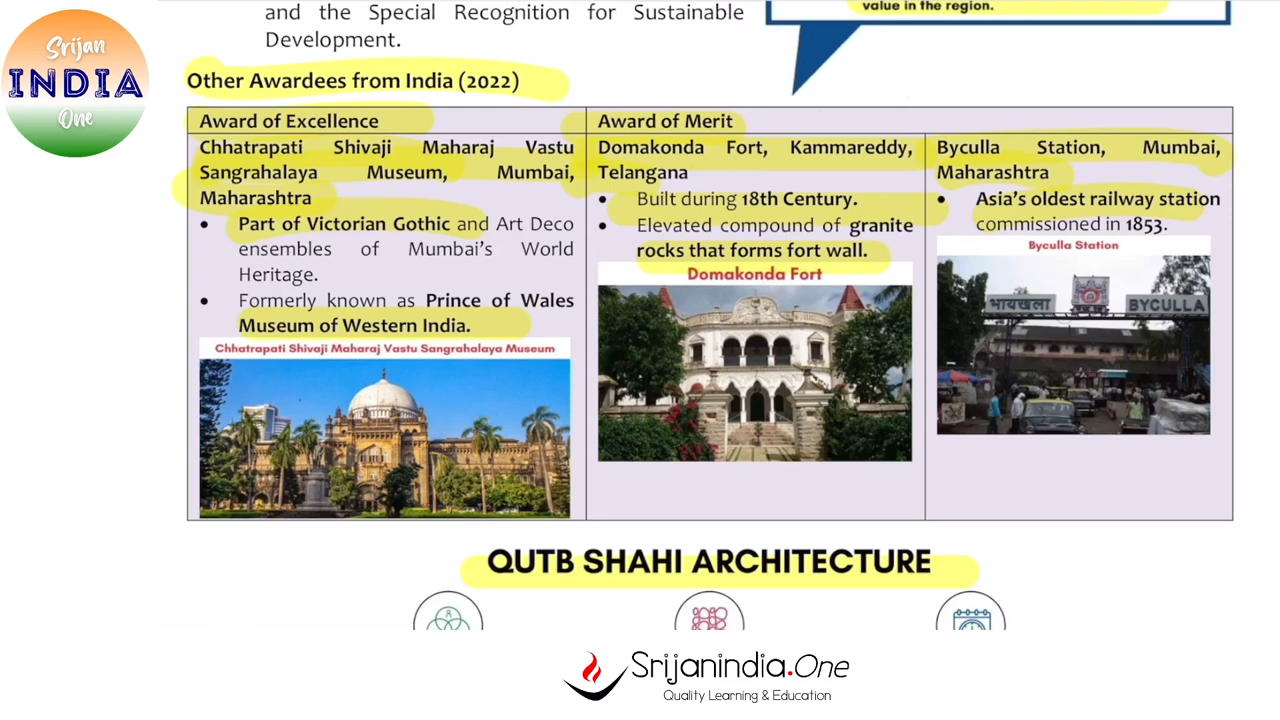 Srijan
INDIA
One
and the Special Recognition for Sustainable
Development.
value in the region.
Other Awardees from India (2022)
Award of Excellence
Award of Merit
Chhatrapati Shivaji Maharaj Vastu
Sangrahalaya Museum, Mumbai,
Maharashtra
• Part of Victorian Gothic and Art Deco
ensembles of Mumbai's World
Heritage.
• Formerly known as Prince of Wales
Museum of Western India.
Chhatrapati Shivaji Maharaj Vastu Sangrahalaya Museum
Domakonda Fort, Kammareddy,
Telangana
• Built during 18th Century.
• Elevated compound of granite
rocks that forms fort wall.
Domakonda Fort
Byculla Station, Mumbai,
Maharashtra
• Asia's oldest railway station
commissioned in 1853.
Byculla Station
भायखला
BYCULLA
QUTB SHAHI ARCHITECTURE
Srijanindia.One
Quality Learning & Education